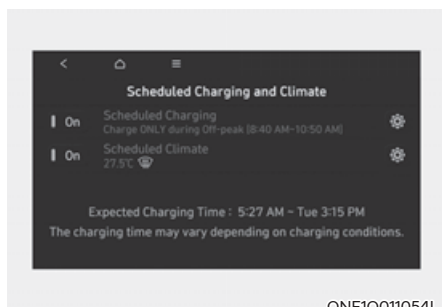 Scheduled Charging and Climate
On Scheduled Charging
Charge ONLY during Off-peak (8:40 AM~10:50 AM)
On Scheduled Climate
27.5℃
Expected Charging Time : 5:27 AM ~ Tue 3:15 PM
The charging time may vary depending on charging conditions.